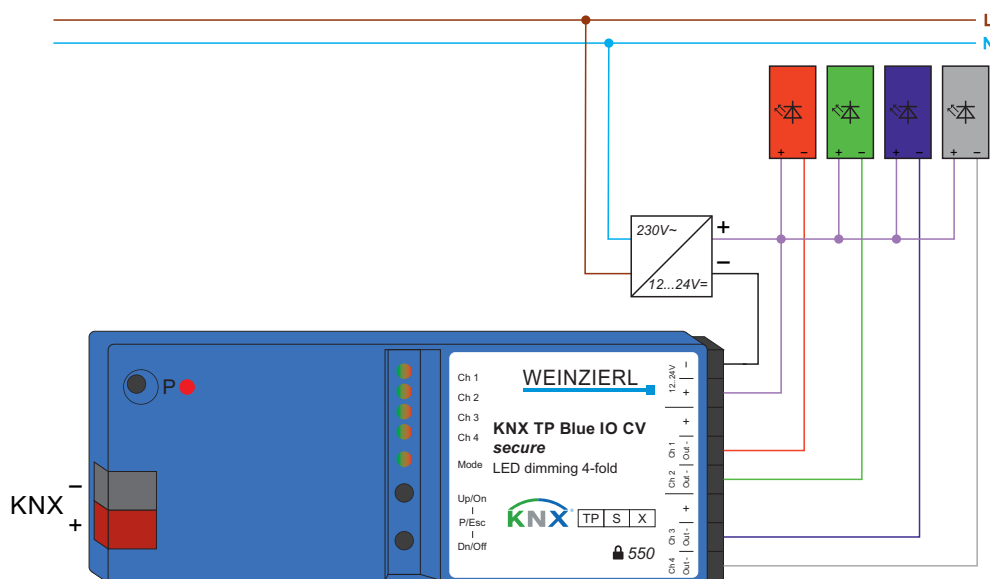 L
N
+ − + − + − + −
230V~
+
−
12...24V=
WEINZIERL
KNX TP Blue IO CV
secure
LED dimming 4-fold
KNX
TP S X
550
P
Ch 1
Ch 2
Ch 3
Ch 4
Mode
Up/On
P/Esc
Dn/Off
12..24V
−
+
+
Ch 1
Out -
Ch 2
Out -
+
Ch 3
Out -
Ch 4
Out -
−
KNX
+